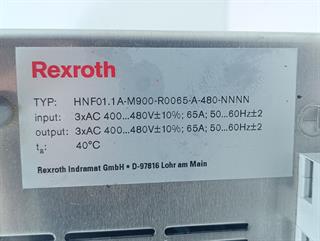 Rexroth
TYP: HNF01.1A-M900-R0065-A-480-NNNN
input: 3xAC 400...480V±10%; 65A; 50...60Hz±2
output: 3xAC 400...480V±10%; 65A; 50...60Hz±2
ta: 40°C
Rexroth Indramat GmbH • D-97816 Lohr am Main